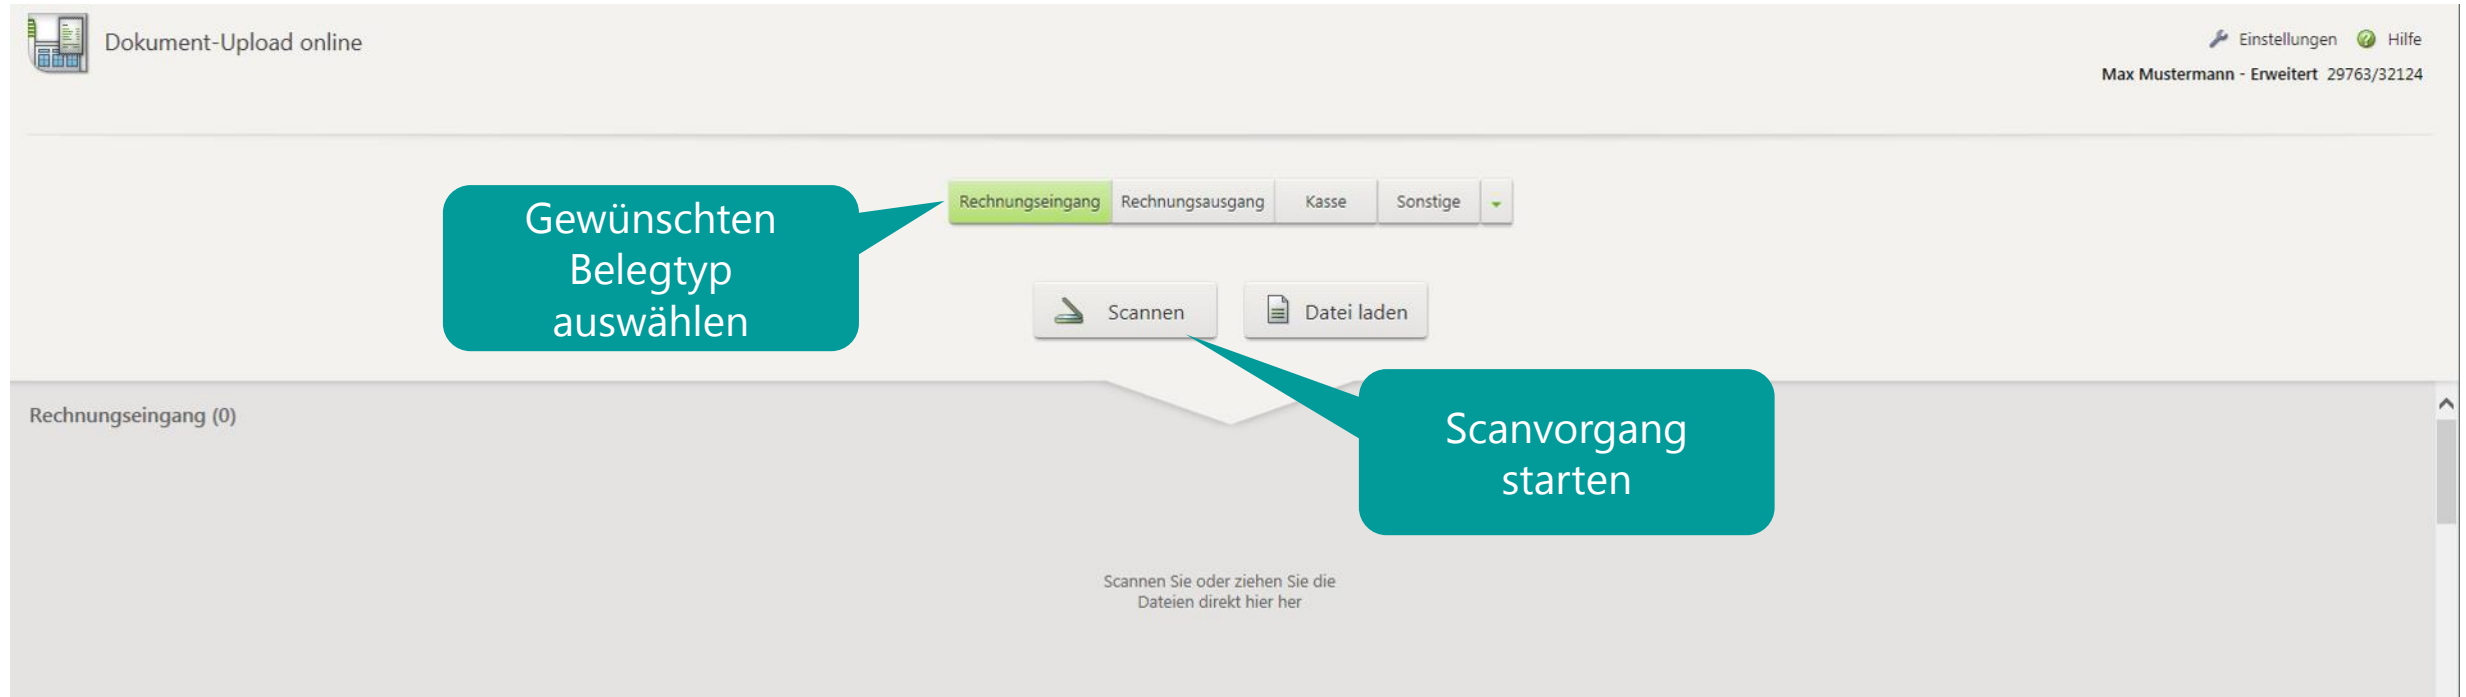 Dokument-Upload online
Einstellungen
Hilfe
Max Mustermann - Erweitert 29763/32124
Rechnungseingang
Rechnungsausgang
Kasse
Sonstige
Gewünschten
Belegtyp
auswählen
Scannen
Datei laden
Rechnungseingang (0)
Scanvorgang
starten
Scannen Sie oder ziehen Sie die
Dateien direkt hier her